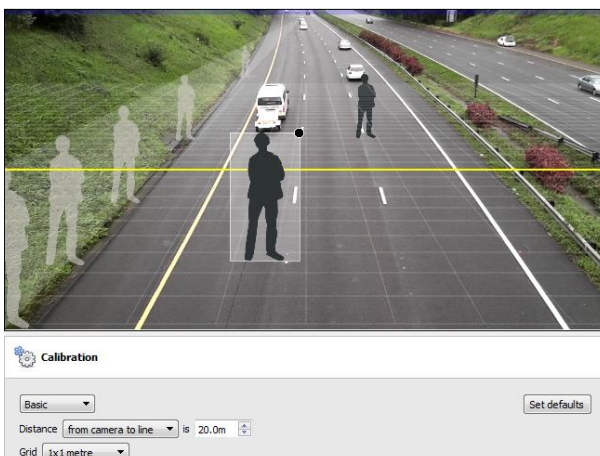 Calibration
Basic
Set defaults
Distance from camera to line is 20.0m
Grid 1x1 metre